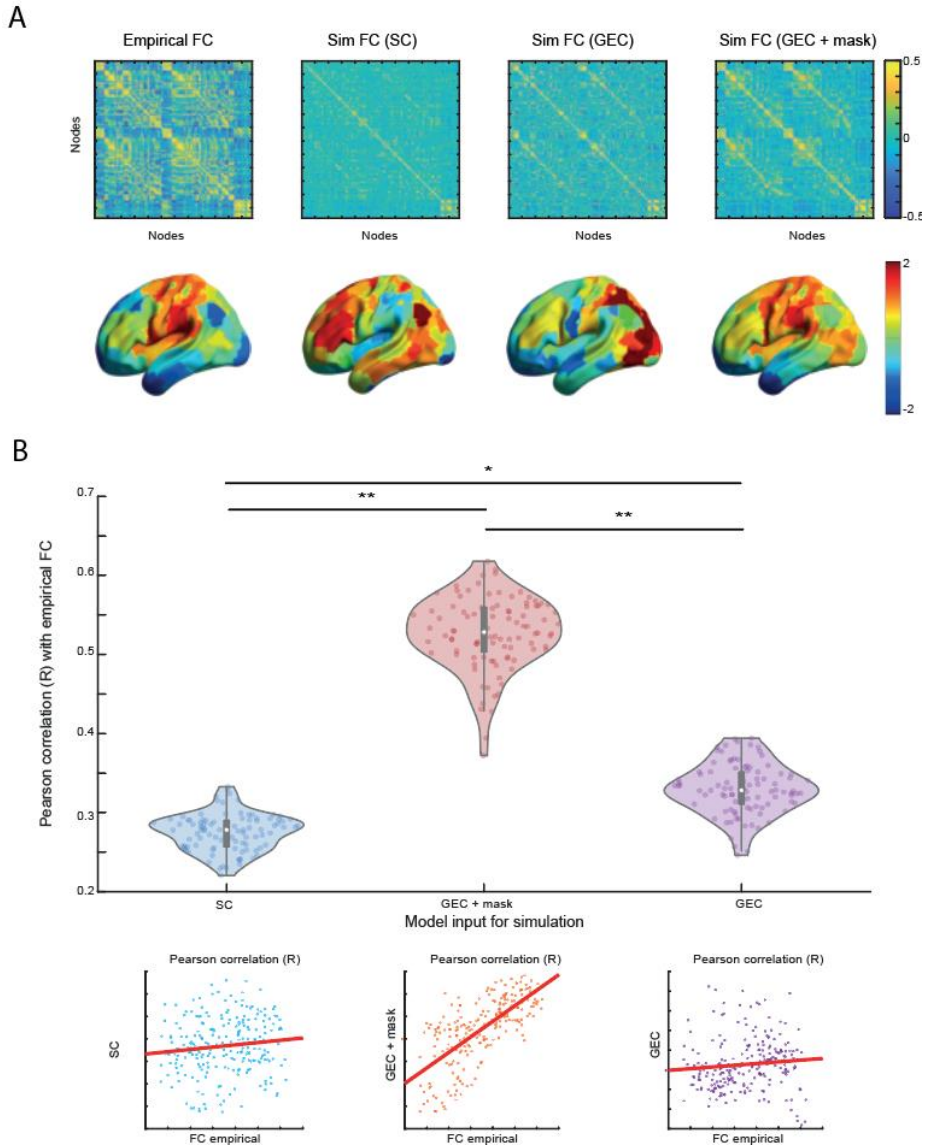 A
Empirical FC
Sim FC (SC)
Sim FC (GEC)
Sim FC (GEC + mask)
0.5
0
-0.5
Nodes
Nodes
Nodes
Nodes
Nodes
2
-2
B
*
**
**
0.7
0.6
0.5
0.4
0.3
0.2
Pearson correlation (R) with empirical FC
SC
GEC + mask
GEC
Model input for simulation
Pearson correlation (R)
Pearson correlation (R)
Pearson correlation (R)
SC
GEC + mask
GEC
FC empirical
FC empirical
FC empirical